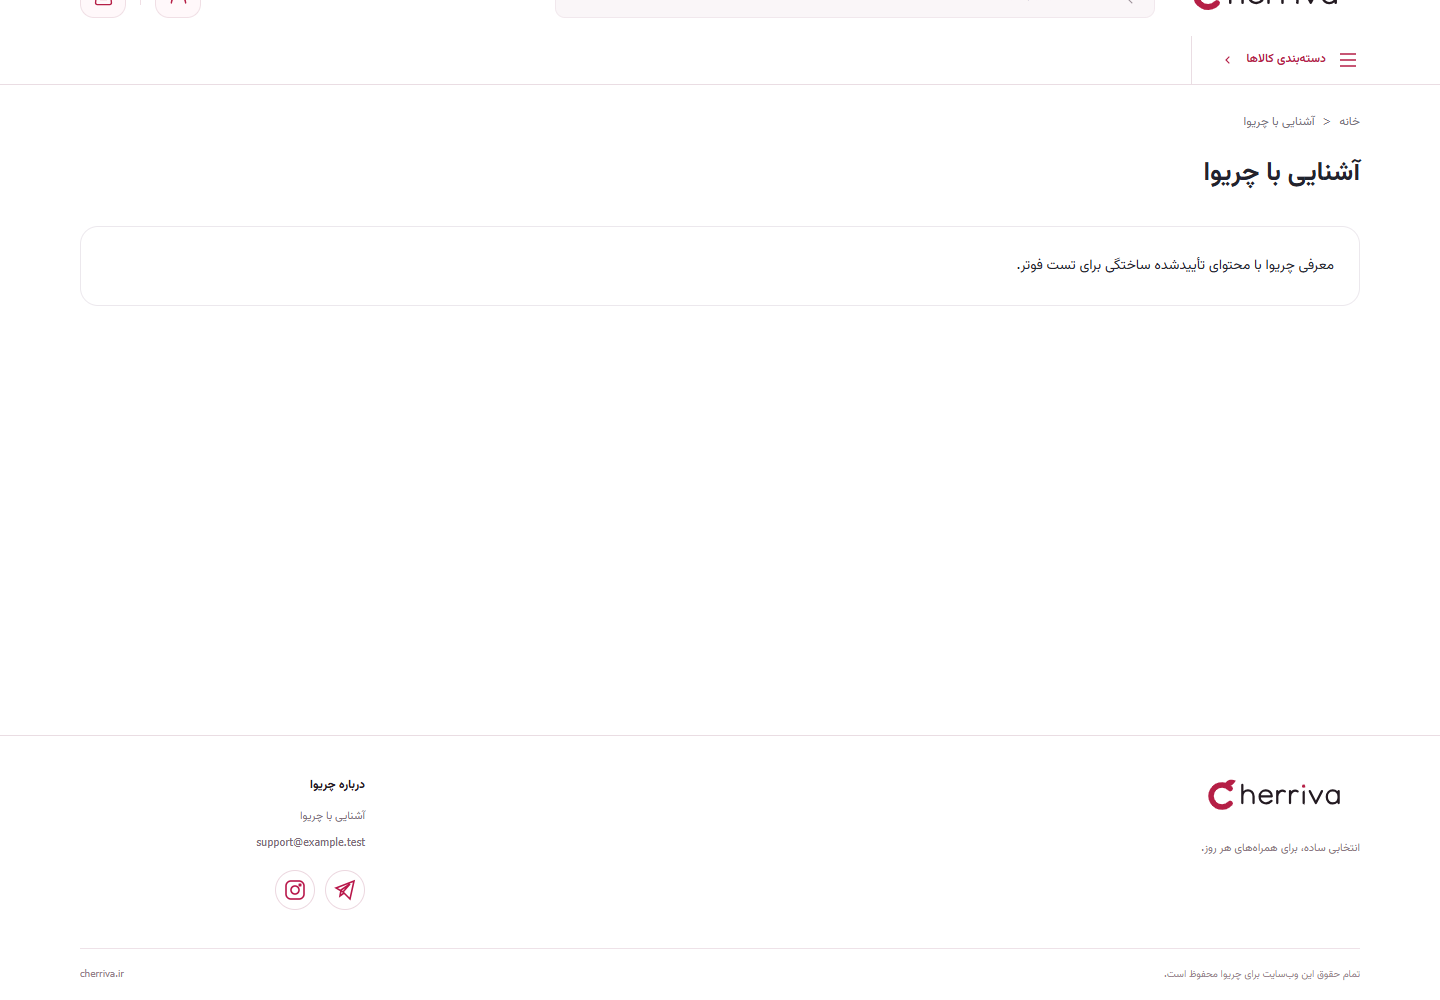 Cherriva
دسته‌بندی کالاها
خانه > آشنایی با چریوا
آشنایی با چریوا
معرفی چریوا با محتوای تأییدشده ساختگی برای تست فوتر.
Cherriva
انتخابی ساده، برای همراه‌های هر روز.
درباره چریوا
آشنایی با چریوا
support@example.test
تمام حقوق این وب‌سایت برای چریوا محفوظ است.
cherriva.ir